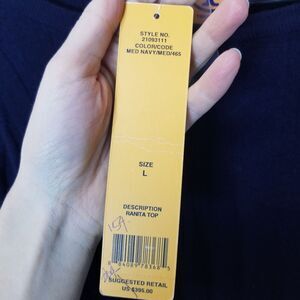 STYLE NO.
21093111
COLOR/CODE
MED NAVY/MED/465
SIZE
L
DESCRIPTION
RANITA TOP
SUGGESTED RETAIL
US $395.00